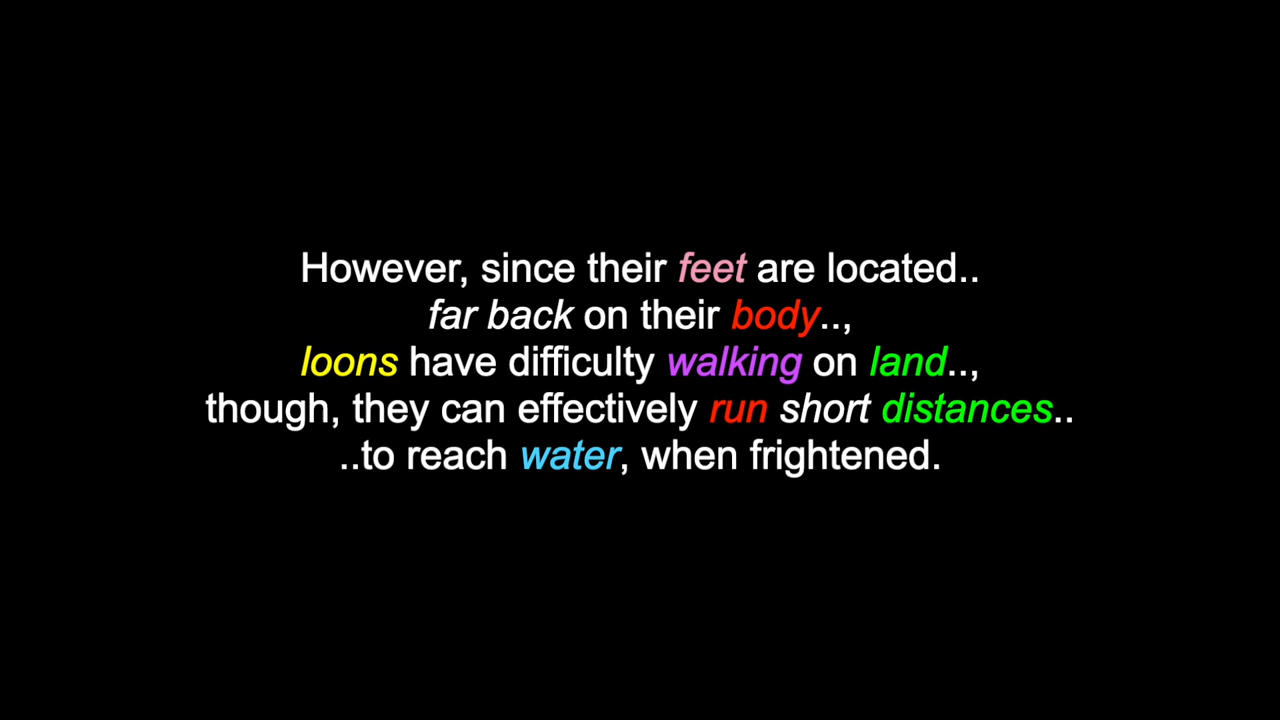 However, since their feet are located..
far back on their body..,
loons have difficulty walking on land..,
though, they can effectively run short distances..
..to reach water, when frightened.